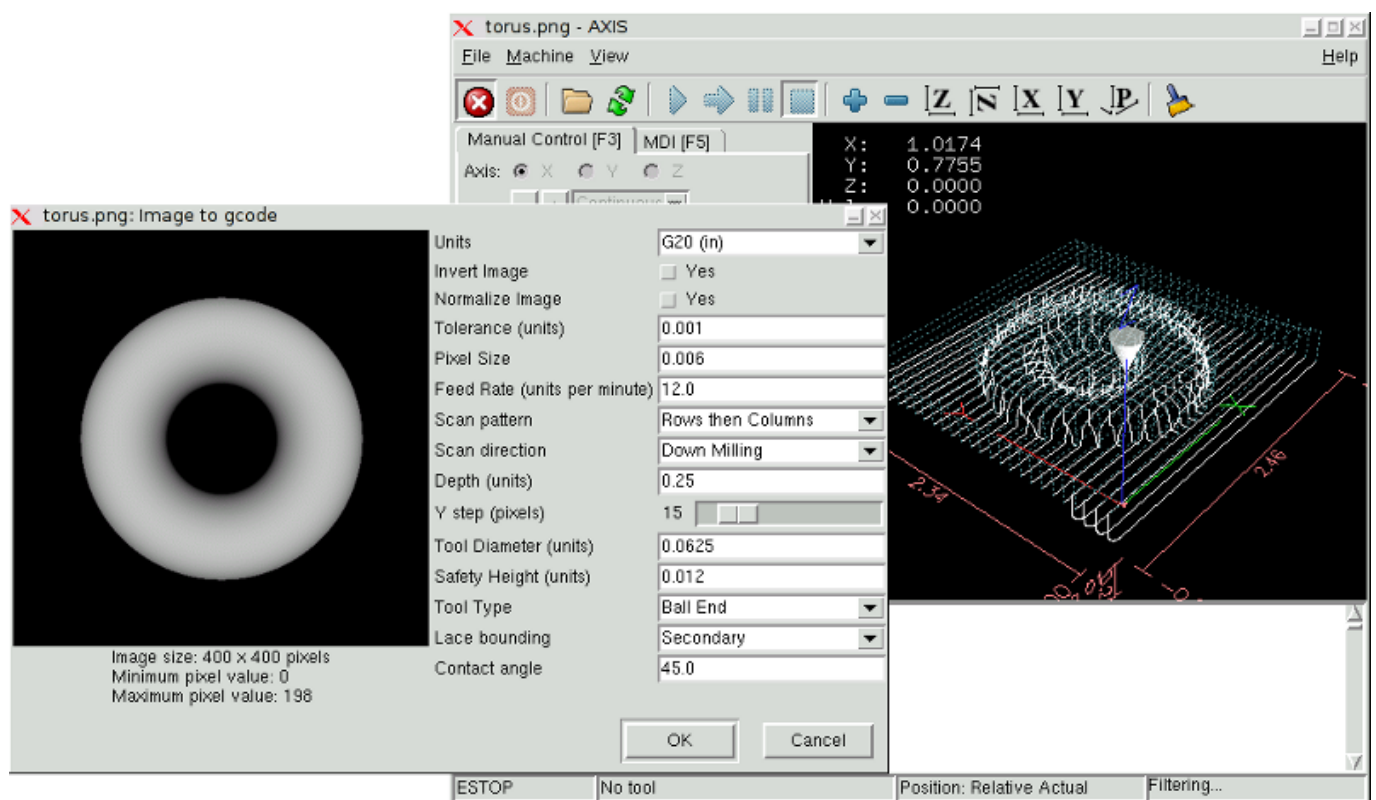 torus.png - AXIS
File Machine View Help
Z N X Y P
Manual Control [F3] MDI [F5]
Axis: X Y Z
Continuous
X: 1.0174
Y: 0.7755
Z: 0.0000
0.0000
2.34
2.46
torus.png: Image to gcode
Units G20 (in)
Invert Image Yes
Normalize Image Yes
Tolerance (units) 0.001
Pixel Size 0.006
Feed Rate (units per minute) 12.0
Scan pattern Rows then Columns
Scan direction Down Milling
Depth (units) 0.25
Y step (pixels) 15
Tool Diameter (units) 0.0625
Safety Height (units) 0.012
Tool Type Ball End
Lace bounding Secondary
Contact angle 45.0
Image size: 400 x 400 pixels
Minimum pixel value: 0
Maximum pixel value: 198
OK Cancel
ESTOP No tool Position: Relative Actual Filtering...